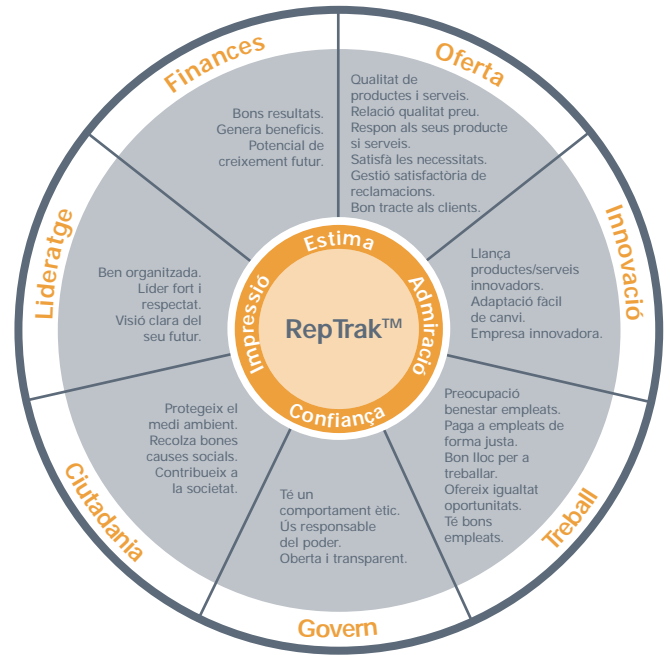 Finances
Bons resultats.
Genera beneficis.
Potencial de
creixement futur.
Oferta
Qualitat de
productes i serveis.
Relació qualitat preu.
Respon als seus producte
si serveis.
Satisfà les necessitats.
Gestió satisfactòria de
reclamacions.
Bon tracte als clients.
Innovació
Llança
productes/serveis
innovadors.
Adaptació fàcil
de canvi.
Empresa innovadora.
Treball
Preocupació
benestar empleats.
Paga a empleats de
forma justa.
Bon lloc per a
treballar.
Ofereix igualtat
oportunitats.
Té bons
empleats.
Govern
Té un
comportament ètic.
Ús responsable
del poder.
Oberta i transparent.
Ciutadania
Protegeix el
medi ambient.
Recolza bones
causes socials.
Contribueix a
la societat.
Lideratge
Ben organitzada.
Líder fort i
respectat.
Visió clara del
seu futur.
Estima
Admiració
Confiança
Impressió
RepTrak™